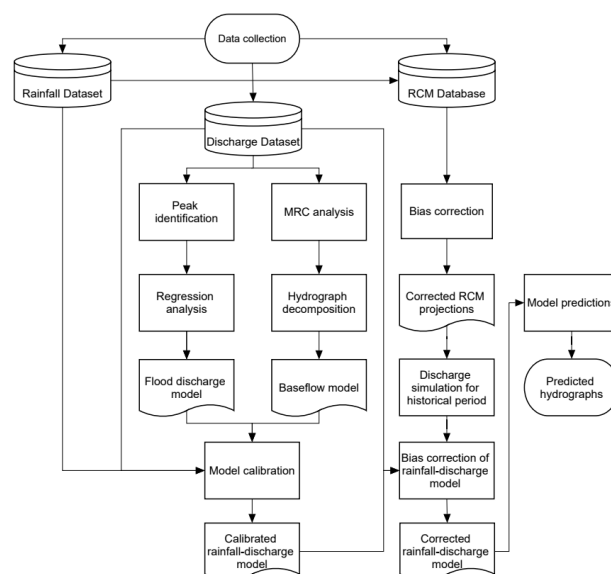 Data collection
Rainfall Dataset
RCM Database
Discharge Dataset
Peak
identification
MRC analysis
Bias correction
Regression
analysis
Hydrograph
decomposition
Corrected RCM
projections
Model predictions
Flood discharge
model
Baseflow model
Discharge
simulation for
historical period
Predicted
hydrographs
Model calibration
Bias correction of
rainfall-discharge
model
Calibrated
rainfall-discharge
model
Corrected
rainfall-discharge
model